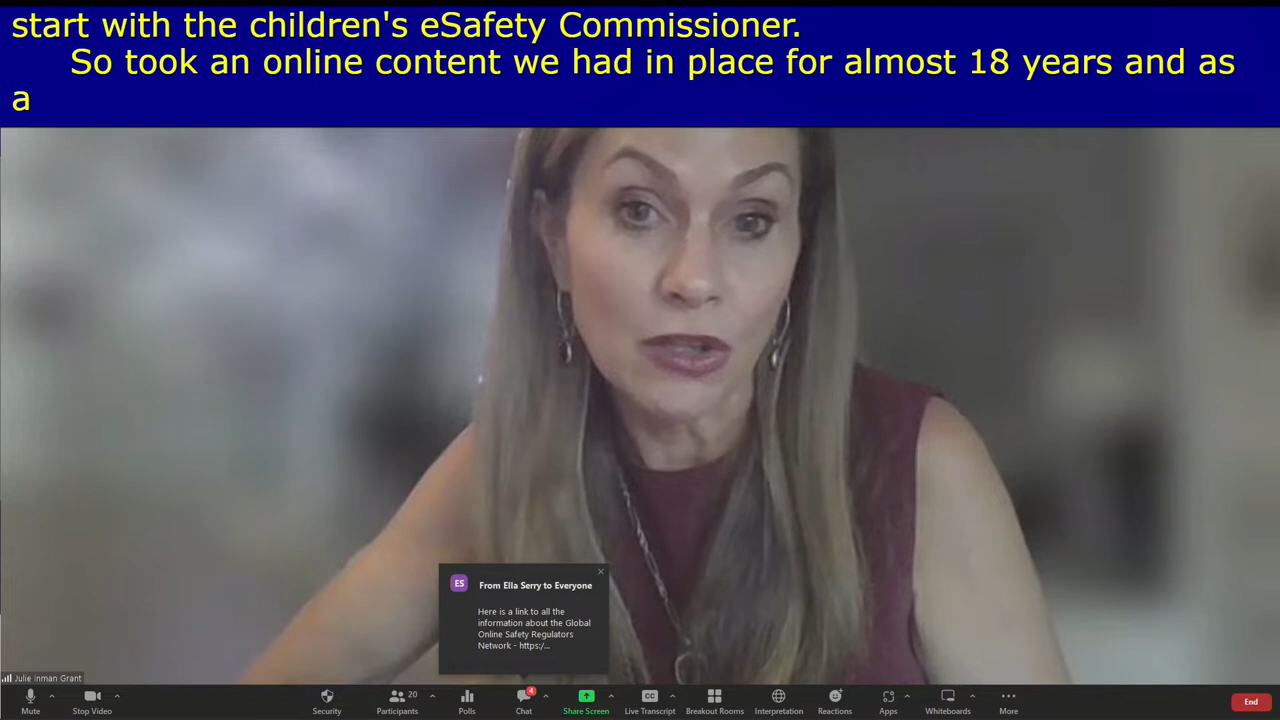 start with the children's eSafety Commissioner.
So took an online content we had in place for almost 18 years and as
a
ES
From Ella Serry to Everyone
Here is a link to all the
information about the Global
Online Safety Regulators
Network - https:/...
Julie Inman Grant
20
4
Mute
Stop Video
Security
Participants
Polls
Chat
Share Screen
CC
Live Transcript
Breakout Rooms
Interpretation
Reactions
Apps
Whiteboards
More
End